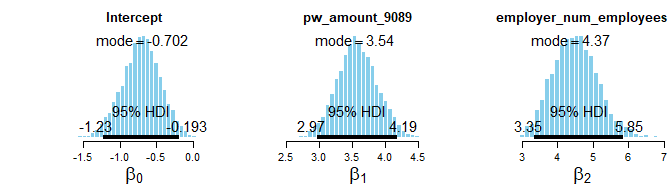 Intercept
mode = -0.702
95% HDI
-1.23 -0.193
-1.5 -1.0 -0.5 0.0
β0
pw_amount_9089
mode = 3.54
95% HDI
2.97 4.19
2.5 3.0 3.5 4.0 4.5
β1
employer_num_employees
mode = 4.37
95% HDI
3.35 5.85
3 4 5 6 7
β2